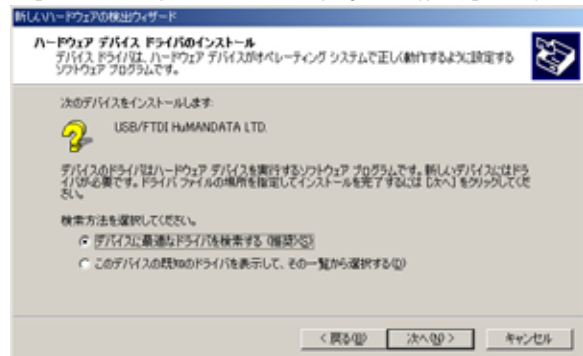 新しいハードウェアの検出ウィザード
ハードウェア デバイス ドライバのインストール
デバイス ドライバは、ハードウェア デバイスがオペレーティング システムで正しく動作するように設定する
ソフトウェア プログラムです。
次のデバイスをインストールします:
USB/FTDI HuMANDATA LTD.
デバイスのドライバはハードウェア デバイスを実行するソフトウェア プログラムです。新しいデバイスにはドラ
イバが必要です。ドライバ ファイルの場所を指定してインストールを完了するには [次へ] をクリックしてくだ
さい。
検索方法を選択してください。
デバイスに最適なドライバを検索する (推奨)(S)
このデバイスの既知のドライバを表示して、その一覧から選択する(D)
< 戻る(B) 次へ(N) > キャンセル